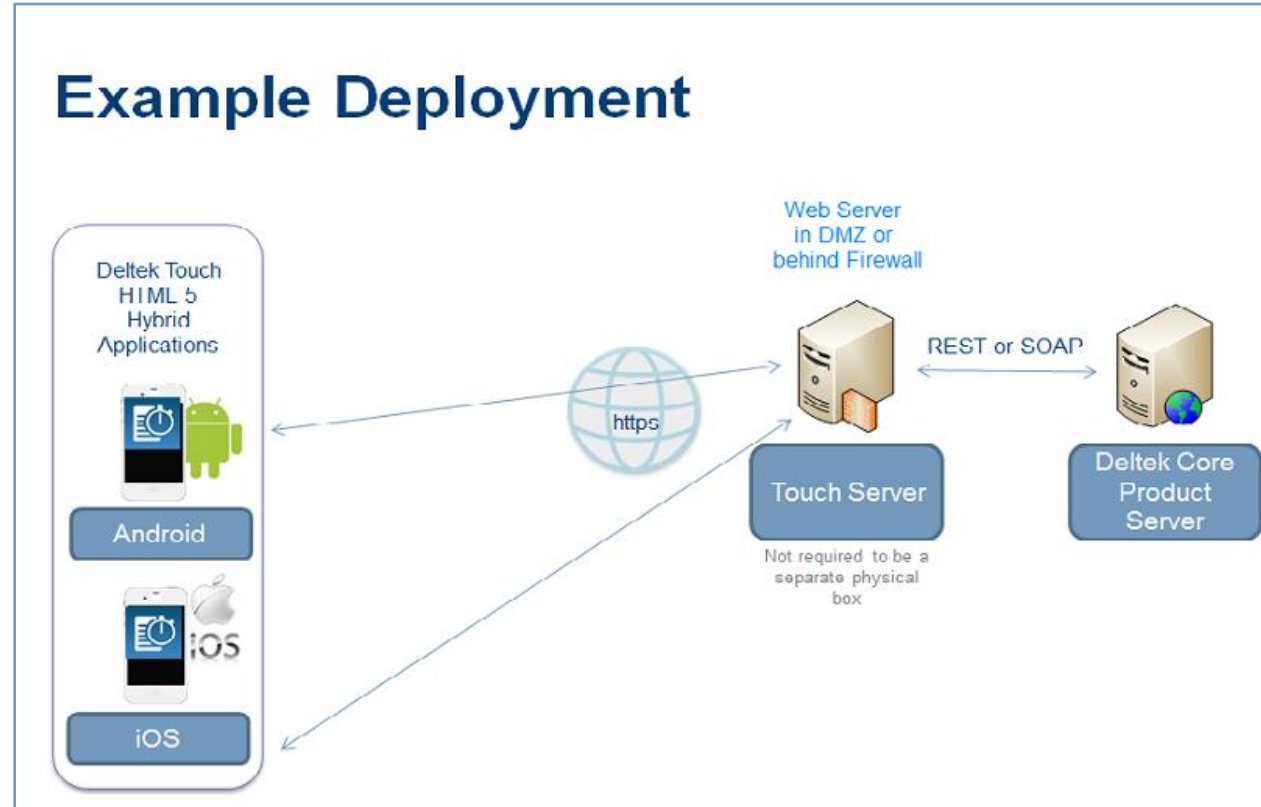 Example Deployment
Deltek Touch
HTML 5
Hybrid
Applications
Android
iOS
iOS
https
Web Server
in DMZ or
behind Firewall
Touch Server
Not required to be a
separate physical
box
REST or SOAP
Deltek Core
Product
Server